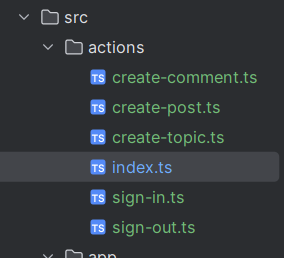 src
actions
TS create-comment.ts
TS create-post.ts
TS create-topic.ts
TS index.ts
TS sign-in.ts
TS sign-out.ts
app